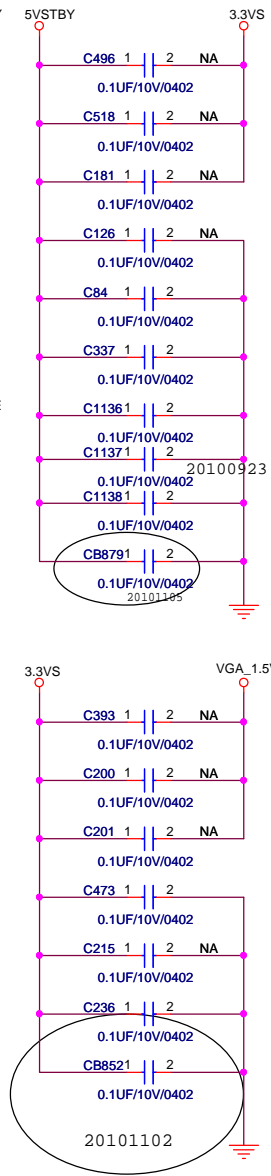 5VSTBY 3.3VS
C496 1 2 NA
0.1UF/10V/0402
C518 1 2 NA
0.1UF/10V/0402
C181 1 2 NA
0.1UF/10V/0402
C126 1 2 NA
0.1UF/10V/0402
C84 1 2
0.1UF/10V/0402
C337 1 2
0.1UF/10V/0402
C1136 1 2
0.1UF/10V/0402
C1137 1 2
20100923
0.1UF/10V/0402
C1138 1 2
0.1UF/10V/0402
CB879 1 2
0.1UF/10V/0402
20101105
3.3VS VGA_1.5V
C393 1 2 NA
0.1UF/10V/0402
C200 1 2 NA
0.1UF/10V/0402
C201 1 2 NA
0.1UF/10V/0402
C473 1 2
0.1UF/10V/0402
C215 1 2 NA
0.1UF/10V/0402
C236 1 2
0.1UF/10V/0402
CB852 1 2
0.1UF/10V/0402
20101102